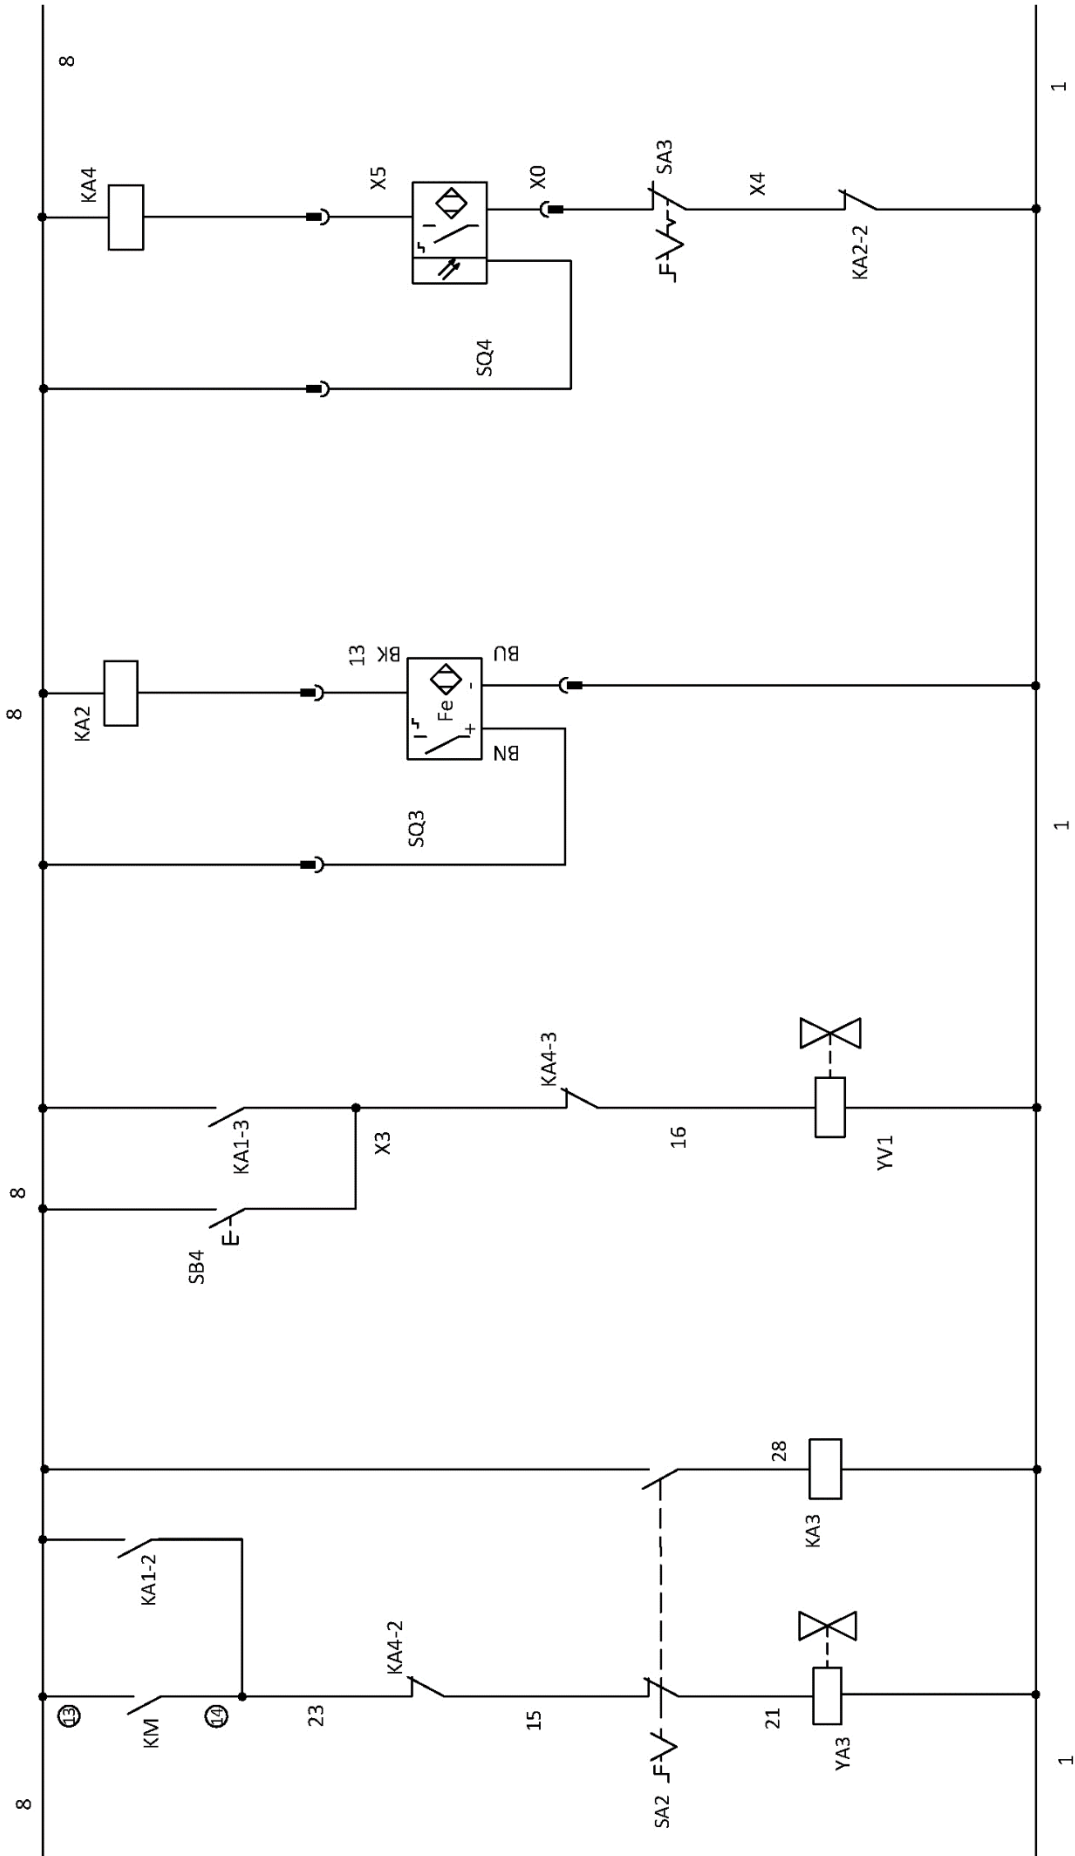 8
8
8
8
13
KA2
KA4
KM
KA1-2
14
SB4
KA1-3
23
X3
13
BK
X5
KA4-2
SQ3
Fe
+
-
SQ4
BN
BU
15
KA4-3
X0
SA2
16
SA3
21
28
X4
YA3
KA3
YV1
KA2-2
1
1
1